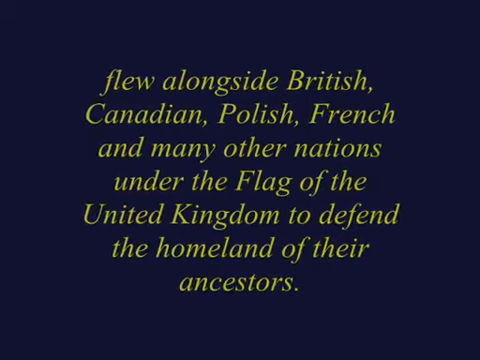 flew alongside British,
Canadian, Polish, French
and many other nations
under the Flag of the
United Kingdom to defend
the homeland of their
ancestors.